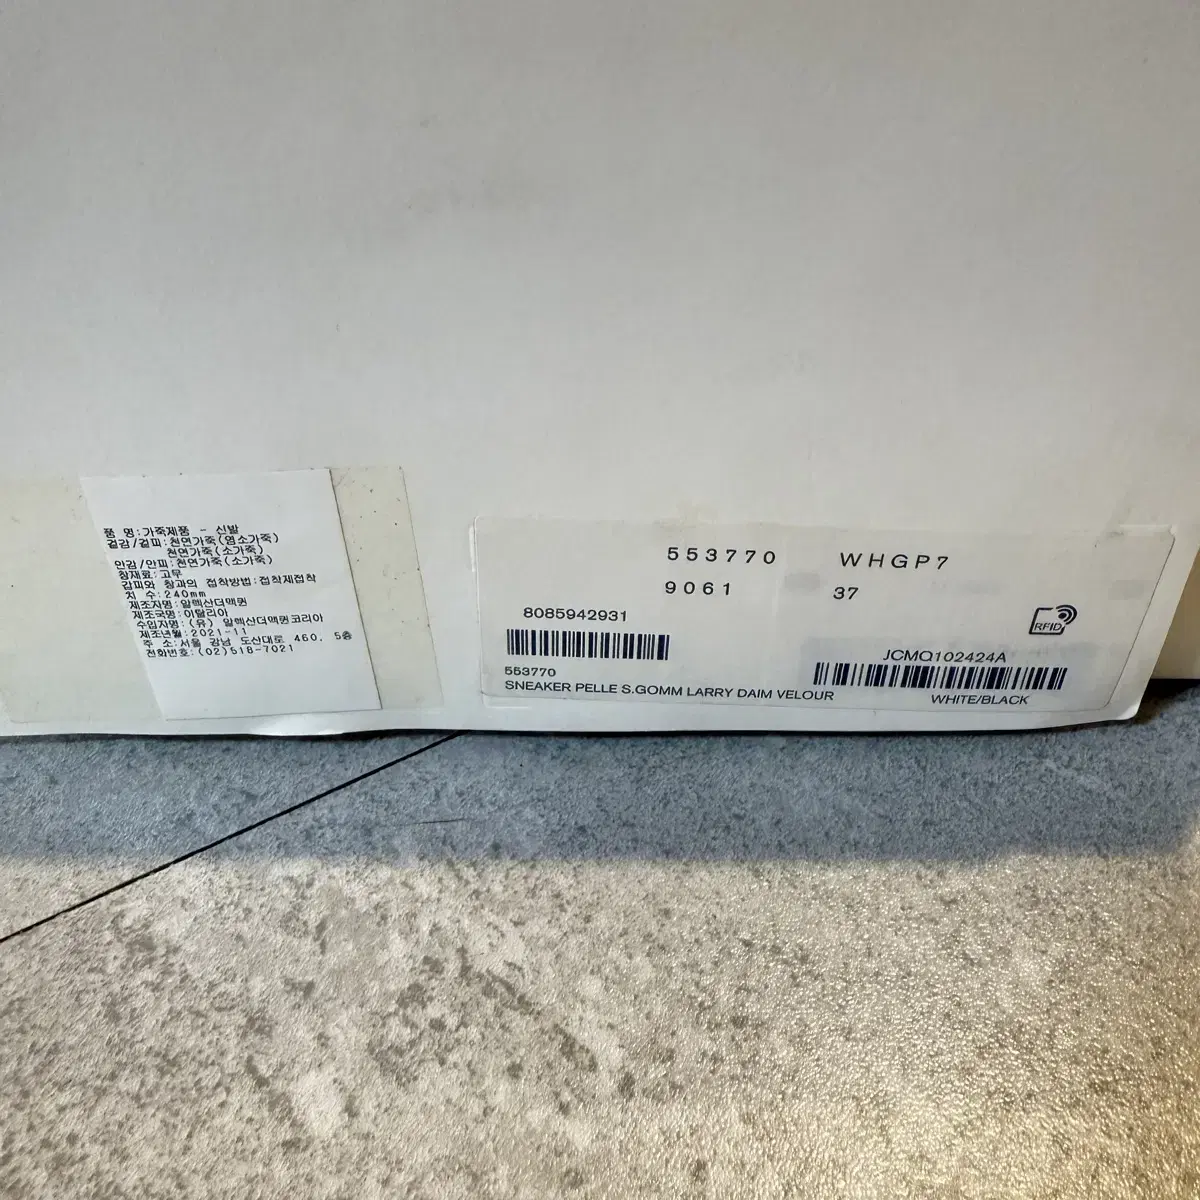 품 명:가죽제품 - 신발
겉감/겉피:천연가죽(염소가죽)
천연가죽(소가죽)
안감/안피:천연가죽(소가죽)
창재료:고무
갑피와 창과의 접착방법:접착제접착
치 수:240mm
제조자명:알렉산더맥퀸
제조국명:이탈리아
수입자명:(유) 알렉산더맥퀸코리아
제조년월:2021-11
주 소:서울 강남 도산대로 460, 5층
전화번호:(02)518-7021
553770 WHGP7
9061 37
8085942931
RFID
JCMQ102424A
553770
SNEAKER PELLE S.GOMM LARRY DAIM VELOUR
WHITE/BLACK